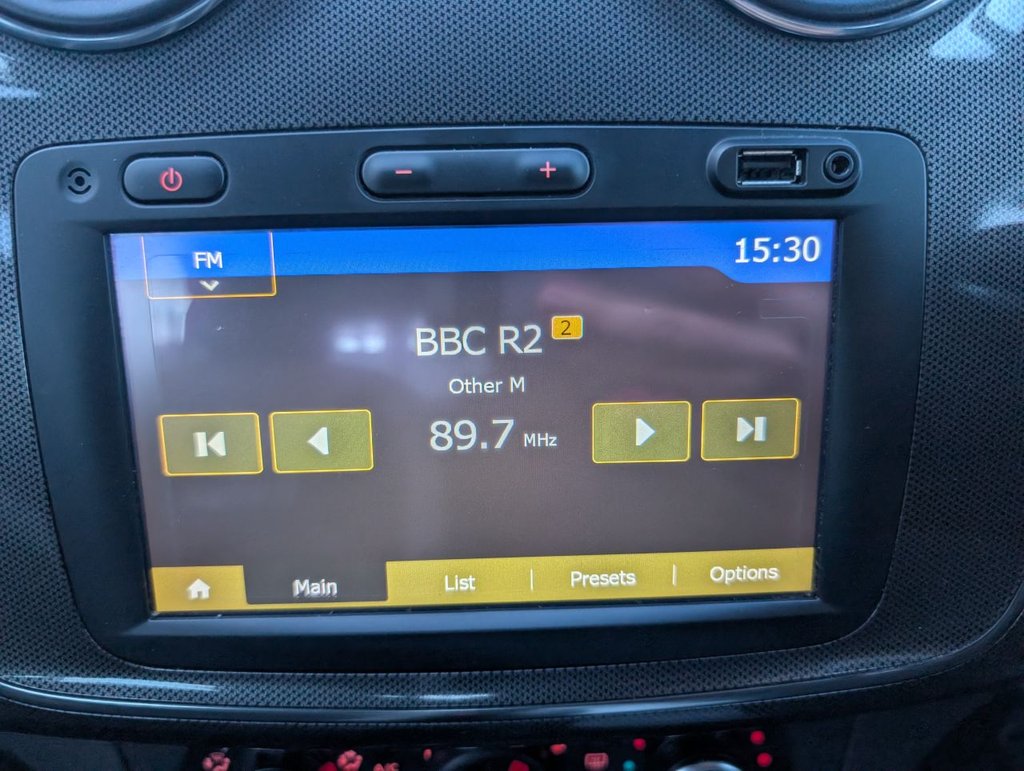 FM
15:30
BBC R2 2
Other M
89.7 MHz
Main List Presets Options
A/C